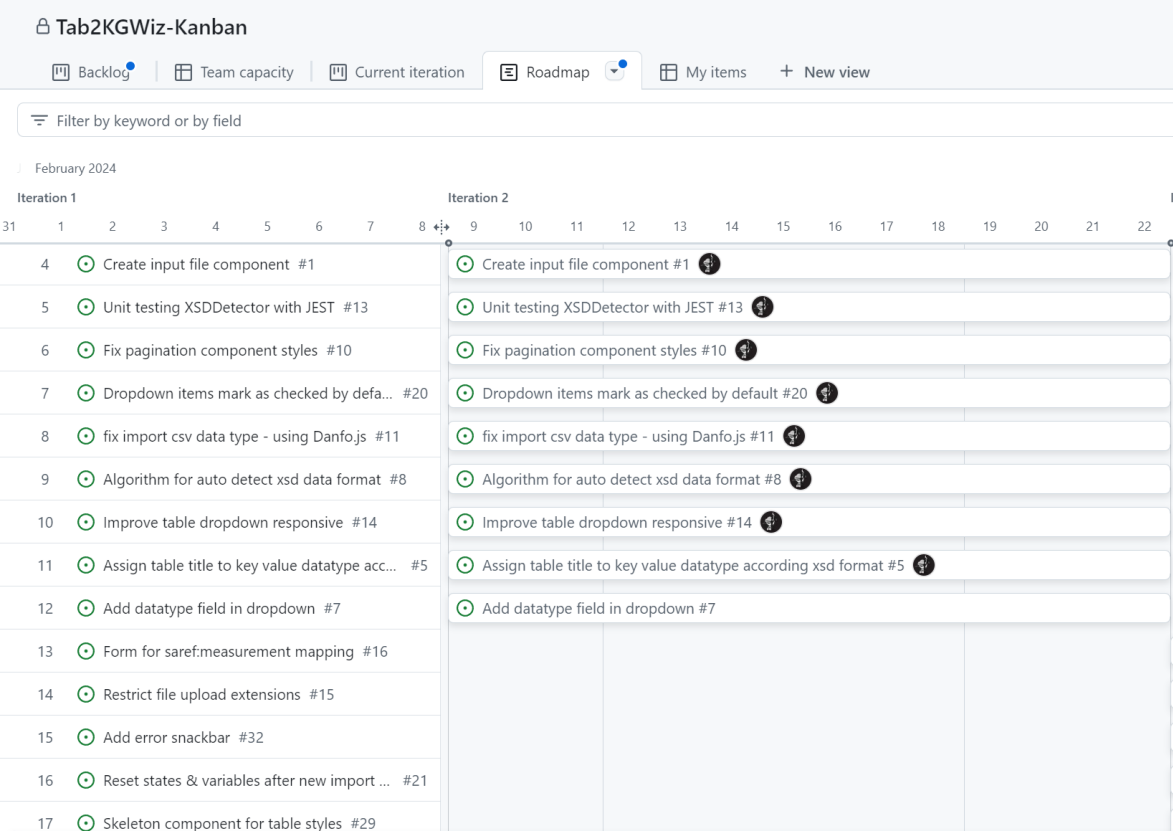 Tab2KGWiz-Kanban
Backlog Team capacity Current iteration Roadmap My items New view
Filter by keyword or by field
February 2024
Iteration 1 Iteration 2
31 1 2 3 4 5 6 7 8 9 10 11 12 13 14 15 16 17 18 19 20 21 22
4 Create input file component #1 Create input file component #1
5 Unit testing XSDDetector with JEST #13 Unit testing XSDDetector with JEST #13
6 Fix pagination component styles #10 Fix pagination component styles #10
7 Dropdown items mark as checked by defa... #20 Dropdown items mark as checked by default #20
8 fix import csv data type - using Danfo.js #11 fix import csv data type - using Danfo.js #11
9 Algorithm for auto detect xsd data format #8 Algorithm for auto detect xsd data format #8
10 Improve table dropdown responsive #14 Improve table dropdown responsive #14
11 Assign table title to key value datatype acc... #5 Assign table title to key value datatype according xsd format #5
12 Add datatype field in dropdown #7 Add datatype field in dropdown #7
13 Form for saref:measurement mapping #16
14 Restrict file upload extensions #15
15 Add error snackbar #32
16 Reset states & variables after new import ... #21
17 Skeleton component for table styles #29